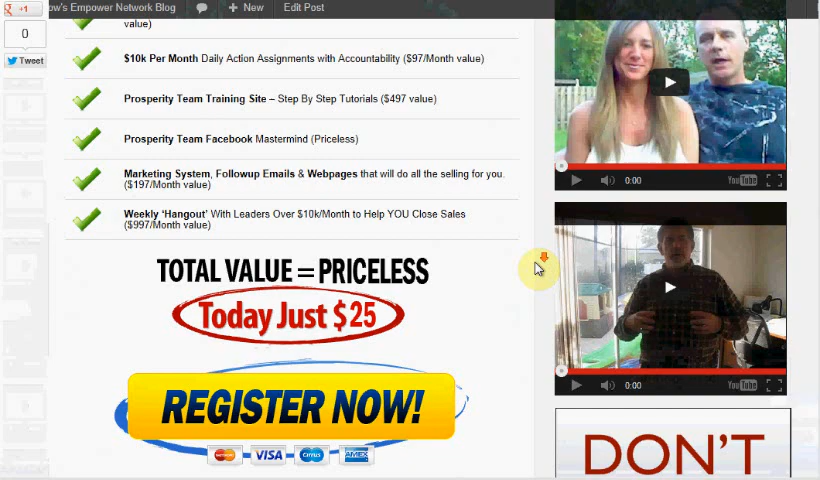 +1
ow's Empower Network Blog
New
Edit Post
0
Tweet
value)
$10k Per Month Daily Action Assignments with Accountability ($97/Month value)
Prosperity Team Training Site – Step By Step Tutorials ($497 value)
Prosperity Team Facebook Mastermind (Priceless)
Marketing System, Followup Emails & Webpages that will do all the selling for you.
($197/Month value)
Weekly 'Hangout' With Leaders Over $10k/Month to Help YOU Close Sales
($997/Month value)
TOTAL VALUE = PRICELESS
Today Just $25
REGISTER NOW!
VISA
Cirrus
AMEX
0:00
YouTube
0:00
YouTube
DON'T